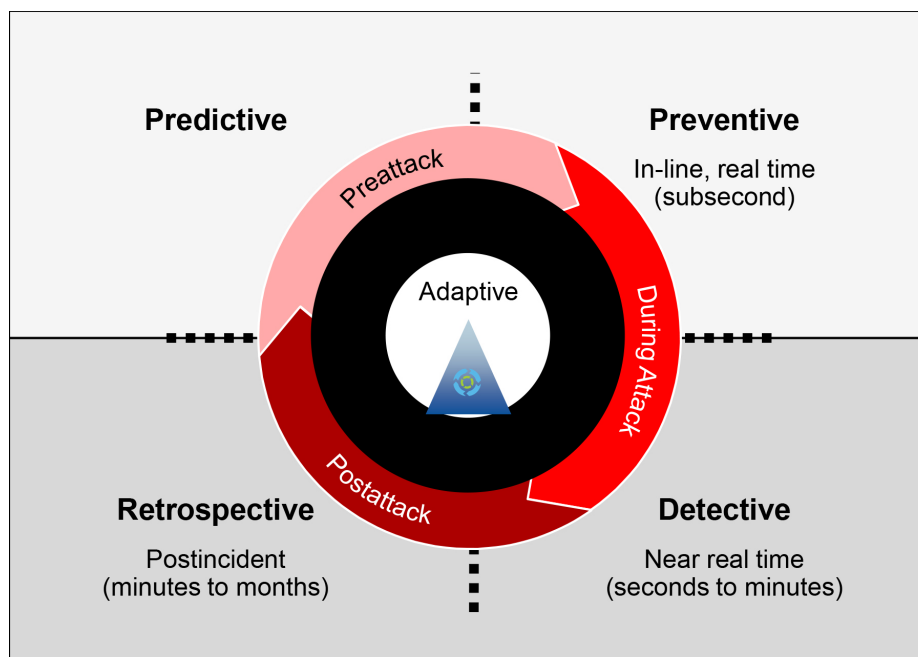 Predictive
Preventive
In-line, real time
(subsecond)
Preattack
Adaptive
During Attack
Postattack
Retrospective
Postincident
(minutes to months)
Detective
Near real time
(seconds to minutes)